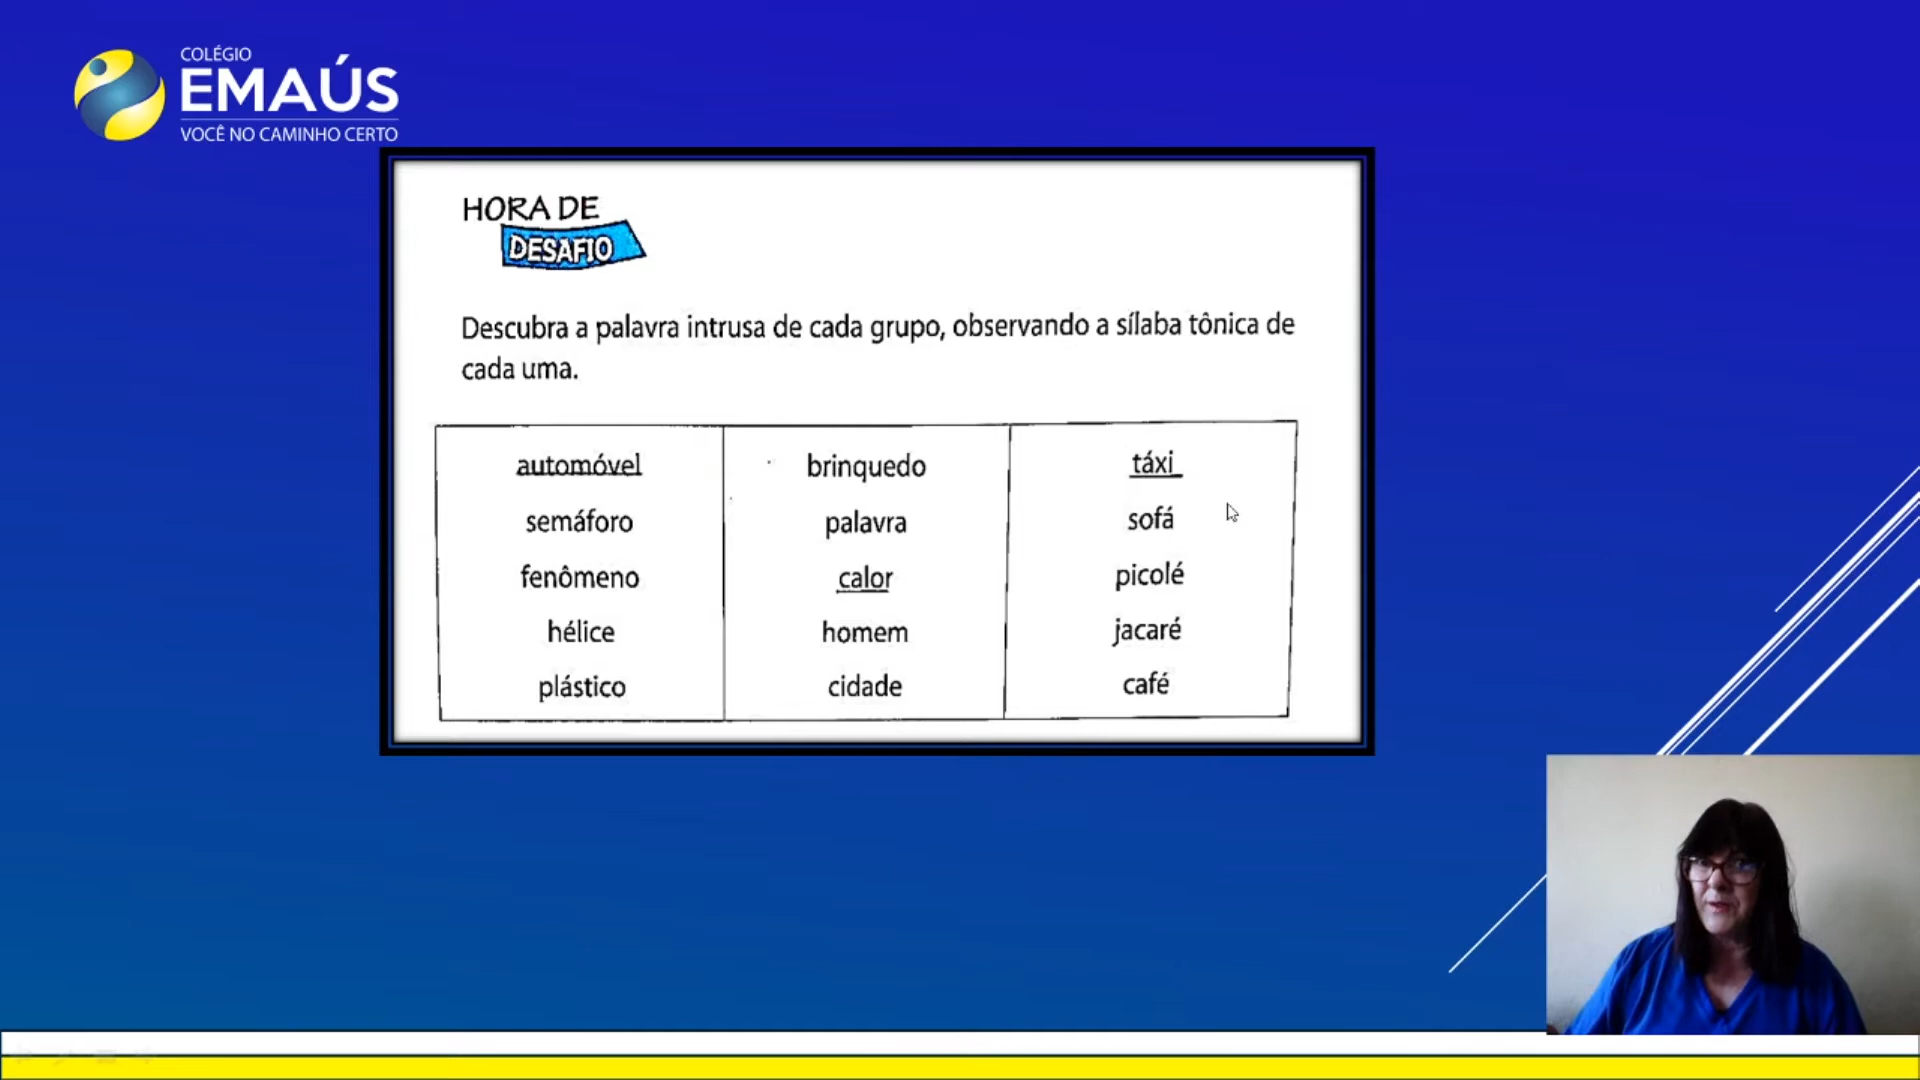 COLÉGIO
EMAÚS
VOCÊ NO CAMINHO CERTO
HORA DE
DESAFIO
Descubra a palavra intrusa de cada grupo, observando a sílaba tônica de
cada uma.
automóvel
semáforo
fenômeno
hélice
plástico
brinquedo
palavra
calor
homem
cidade
táxi
sofá
picolé
jacaré
café